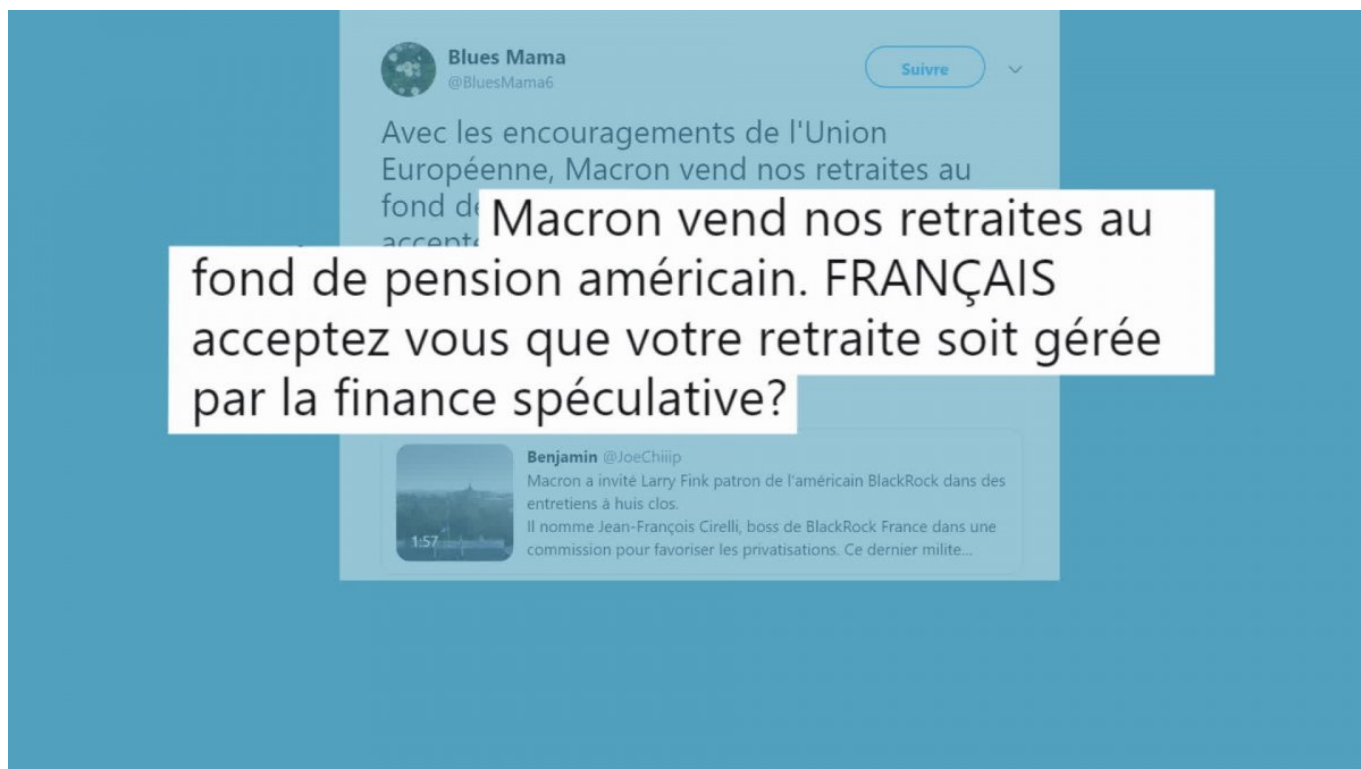 Blues Mama
@BluesMama6
Suivre
Avec les encouragements de l'Union
Européenne, Macron vend nos retraites au
fond de
accepte
Macron vend nos retraites au
fond de pension américain. FRANÇAIS
acceptez vous que votre retraite soit gérée
par la finance spéculative?
Benjamin @JoeChiiip
Macron a invité Larry Fink patron de l'américain BlackRock dans des
entretiens à huis clos.
Il nomme Jean-François Cirelli, boss de BlackRock France dans une
commission pour favoriser les privatisations. Ce dernier milite...
1:57